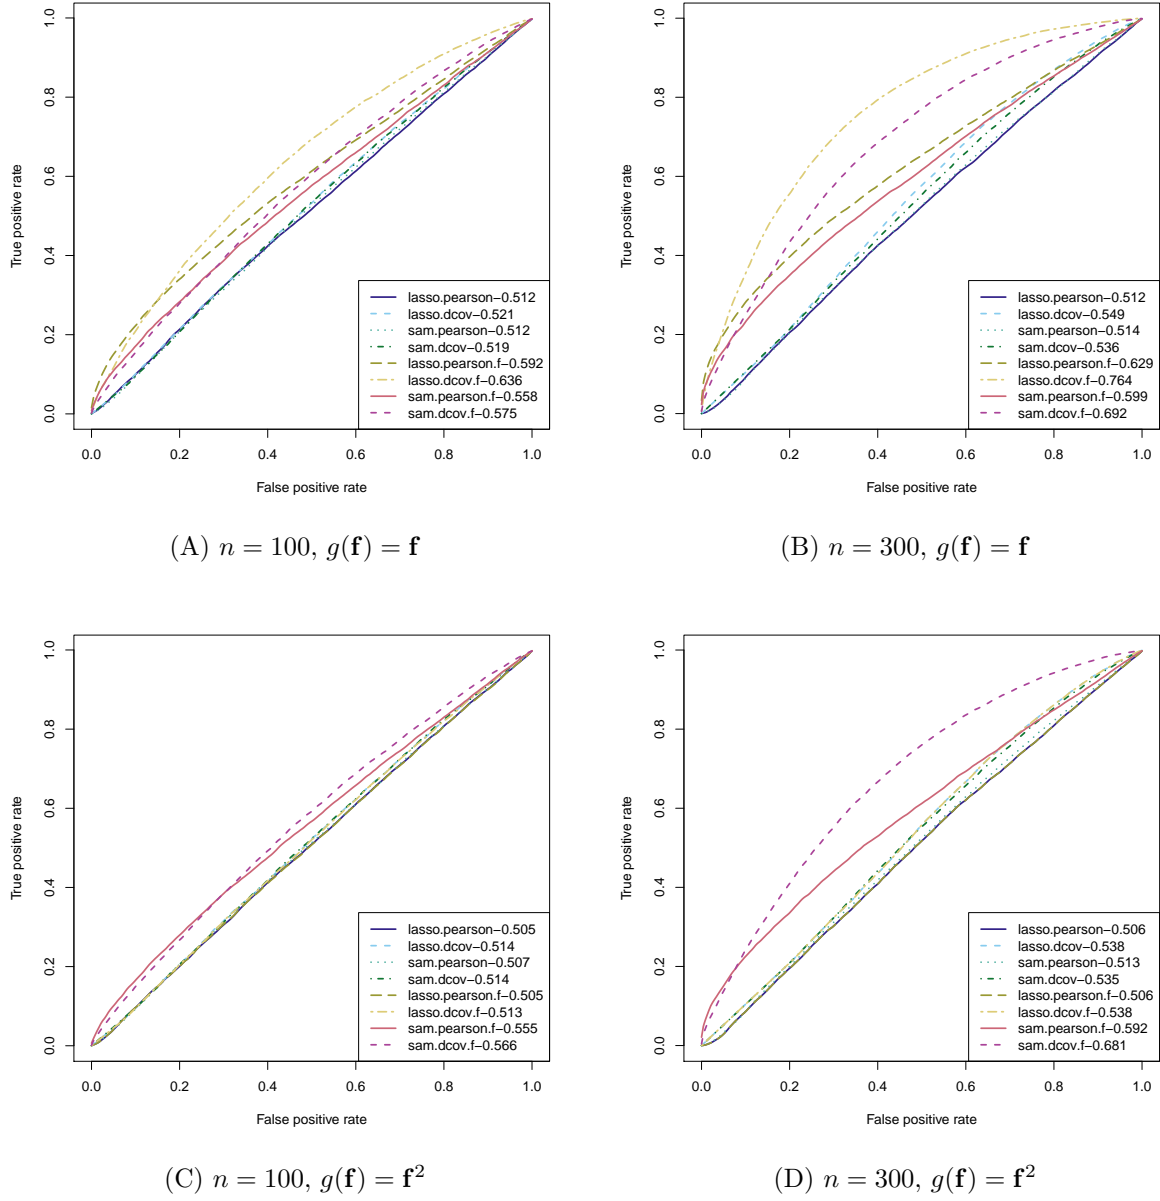 True positive rate
1.0
0.8
0.6
0.4
0.2
0.0
lasso.pearson−0.512
lasso.dcov−0.521
sam.pearson−0.512
sam.dcov−0.519
lasso.pearson.f−0.592
lasso.dcov.f−0.636
sam.pearson.f−0.558
sam.dcov.f−0.575
0.0 0.2 0.4 0.6 0.8 1.0
False positive rate
(A) n = 100, g(f) = f
True positive rate
1.0
0.8
0.6
0.4
0.2
0.0
lasso.pearson−0.512
lasso.dcov−0.549
sam.pearson−0.514
sam.dcov−0.536
lasso.pearson.f−0.629
lasso.dcov.f−0.764
sam.pearson.f−0.599
sam.dcov.f−0.692
0.0 0.2 0.4 0.6 0.8 1.0
False positive rate
(B) n = 300, g(f) = f
True positive rate
1.0
0.8
0.6
0.4
0.2
0.0
lasso.pearson−0.505
lasso.dcov−0.514
sam.pearson−0.507
sam.dcov−0.514
lasso.pearson.f−0.505
lasso.dcov.f−0.513
sam.pearson.f−0.555
sam.dcov.f−0.566
0.0 0.2 0.4 0.6 0.8 1.0
False positive rate
(C) n = 100, g(f) = f²
True positive rate
1.0
0.8
0.6
0.4
0.2
0.0
lasso.pearson−0.506
lasso.dcov−0.538
sam.pearson−0.513
sam.dcov−0.535
lasso.pearson.f−0.506
lasso.dcov.f−0.538
sam.pearson.f−0.592
sam.dcov.f−0.681
0.0 0.2 0.4 0.6 0.8 1.0
False positive rate
(D) n = 300, g(f) = f²